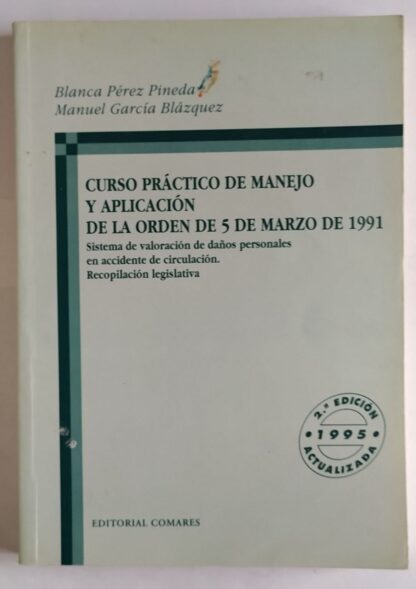 Blanca Pérez Pineda
Manuel García Blázquez
CURSO PRÁCTICO DE MANEJO
Y APLICACIÓN
DE LA ORDEN DE 5 DE MARZO DE 1991
Sistema de valoración de daños personales
en accidente de circulación.
Recopilación legislativa
2.ª EDICIÓN
1995
ACTUALIZADA
EDITORIAL COMARES